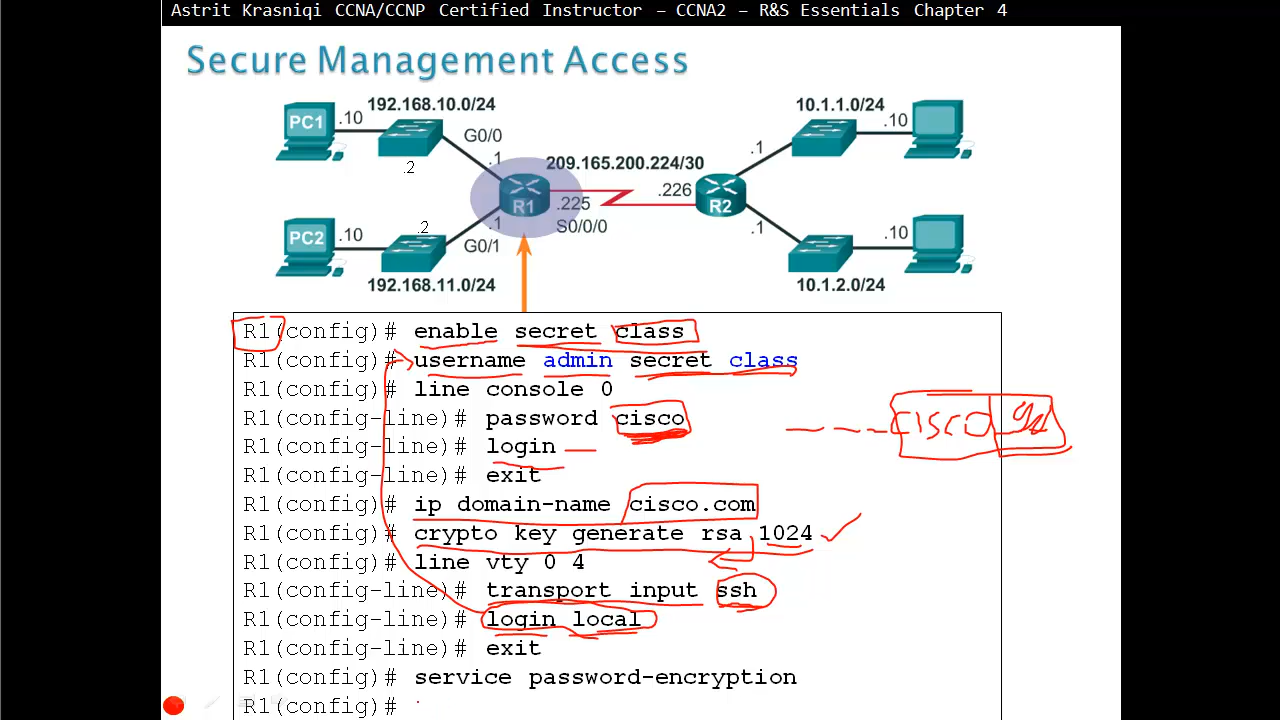 Astrit Krasniqi CCNA/CCNP Certified Instructor – CCNA2 – R&S Essentials Chapter 4
Secure Management Access
192.168.10.0/24
10.1.1.0/24
PC1
.10
G0/0
.10
.2
.1
.1
209.165.200.224/30
.226
R1
.225
R2
S0/0/0
PC2
.10
.2
.1
G0/1
.1
.10
192.168.11.0/24
10.1.2.0/24
R1(config)# enable secret class
R1(config)# username admin secret class
R1(config)# line console 0
R1(config-line)# password cisco
cisco
R1(config-line)# login
R1(config-line)# exit
R1(config)# ip domain-name cisco.com
R1(config)# crypto key generate rsa 1024
R1(config)# line vty 0 4
R1(config-line)# transport input ssh
R1(config-line)# login local
R1(config-line)# exit
R1(config)# service password-encryption
R1(config)#